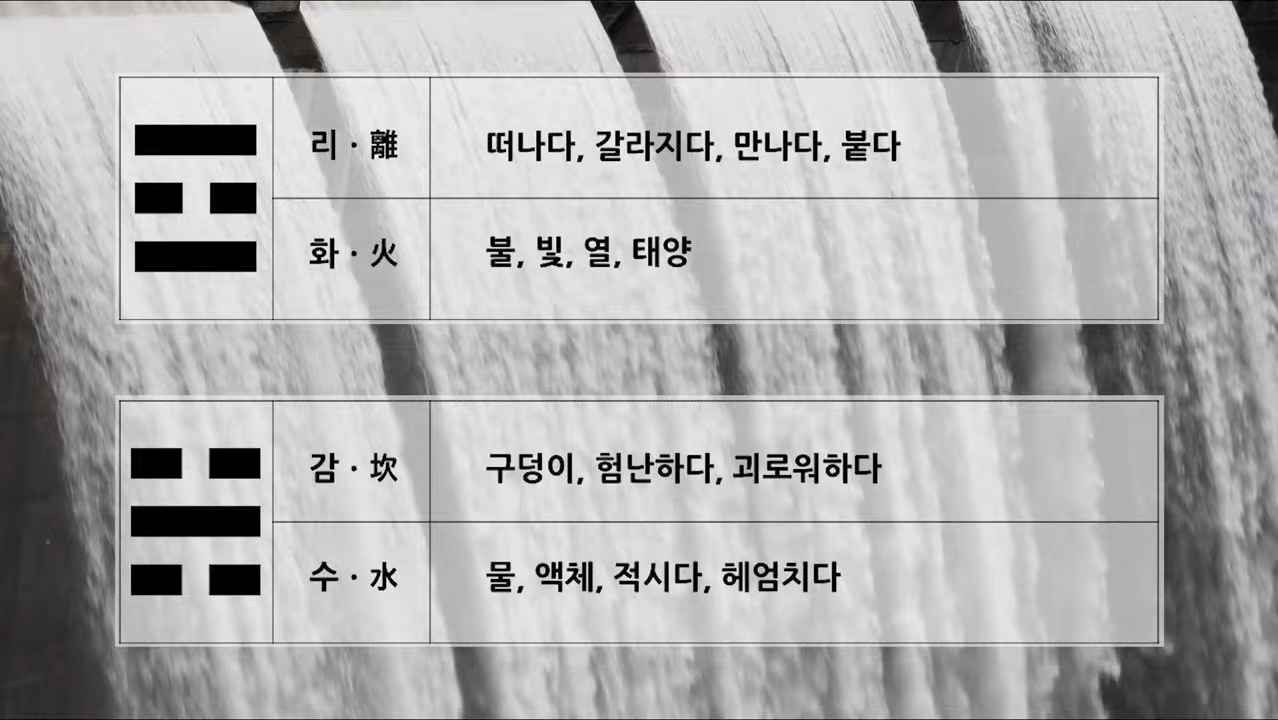 리 · 離
떠나다, 갈라지다, 만나다, 붙다
화 · 火
불, 빛, 열, 태양
감 · 坎
구덩이, 험난하다, 괴로워하다
수 · 水
물, 액체, 적시다, 헤엄치다